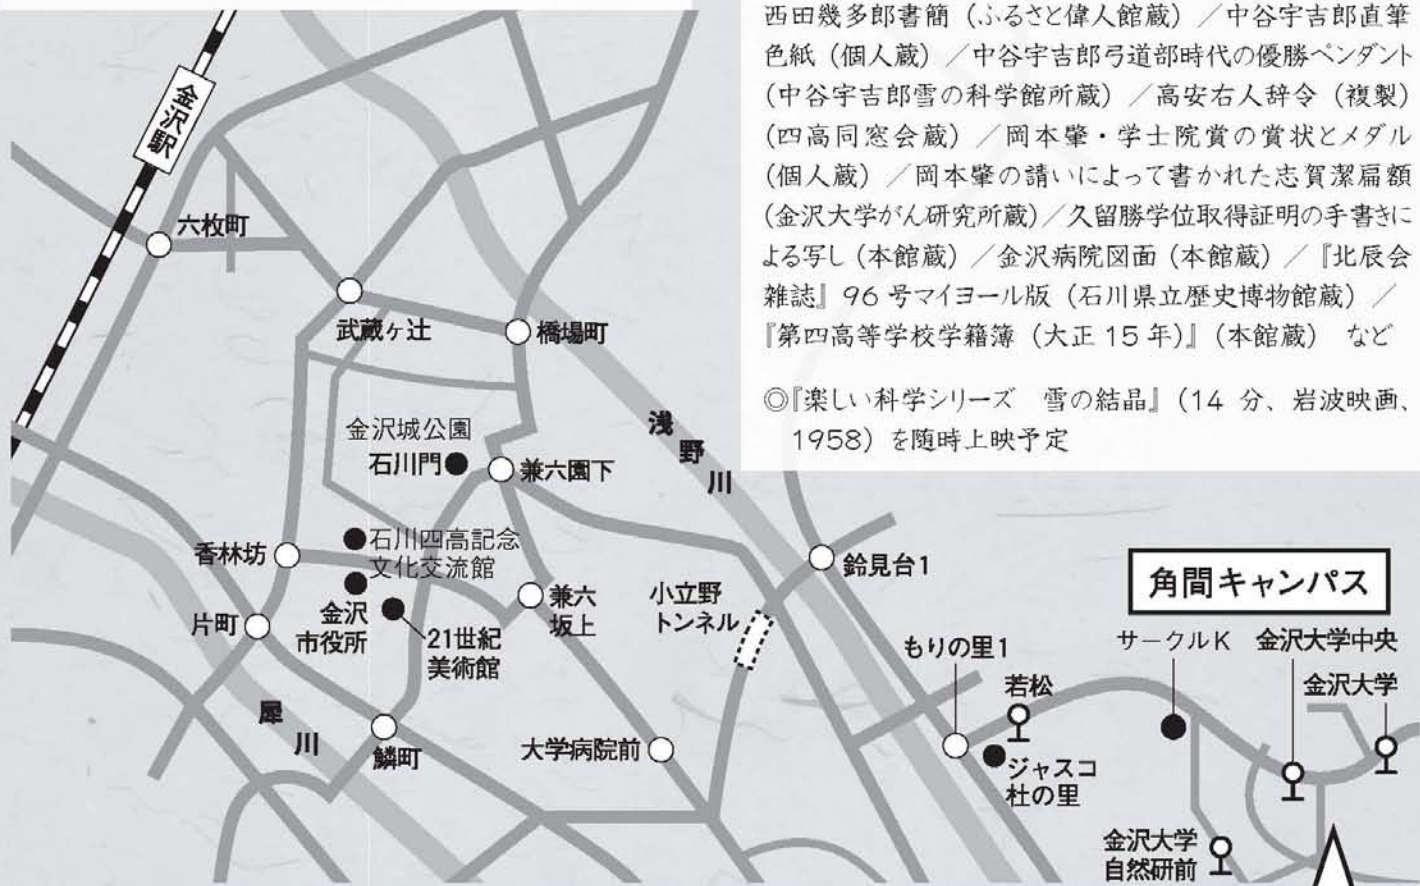 西田幾多郎書簡（ふるさと偉人館蔵）／中谷宇吉郎直筆
色紙（個人蔵）／中谷宇吉郎弓道部時代の優勝ペンダント
（中谷宇吉郎雪の科学館所蔵）／高安右人辞令（複製）
（四高同窓会蔵）／岡本肇・学士院賞の賞状とメダル
（個人蔵）／岡本肇の請いによって書かれた志賀潔扁額
（金沢大学がん研究所蔵）／久留勝学位取得証明の手書きに
よる写し（本館蔵）／金沢病院図面（本館蔵）／『北辰会
雑誌』96号マイヨール版（石川県立歴史博物館蔵）／
『第四高等学校学籍簿（大正15年）』（本館蔵）　など
◎『楽しい科学シリーズ　雪の結晶』（14分、岩波映画、
1958）を随時上映予定
金沢駅
六枚町
武蔵ヶ辻
橋場町
金沢城公園
石川門
兼六園下
浅野川
香林坊
石川四高記念
文化交流館
片町
金沢
市役所
21世紀
美術館
兼六
坂上
小立野
トンネル
鈴見台1
犀川
鱗町
大学病院前
もりの里1
若松
ジャスコ
杜の里
角間キャンパス
サークルK
金沢大学中央
金沢大学
金沢大学
自然研前